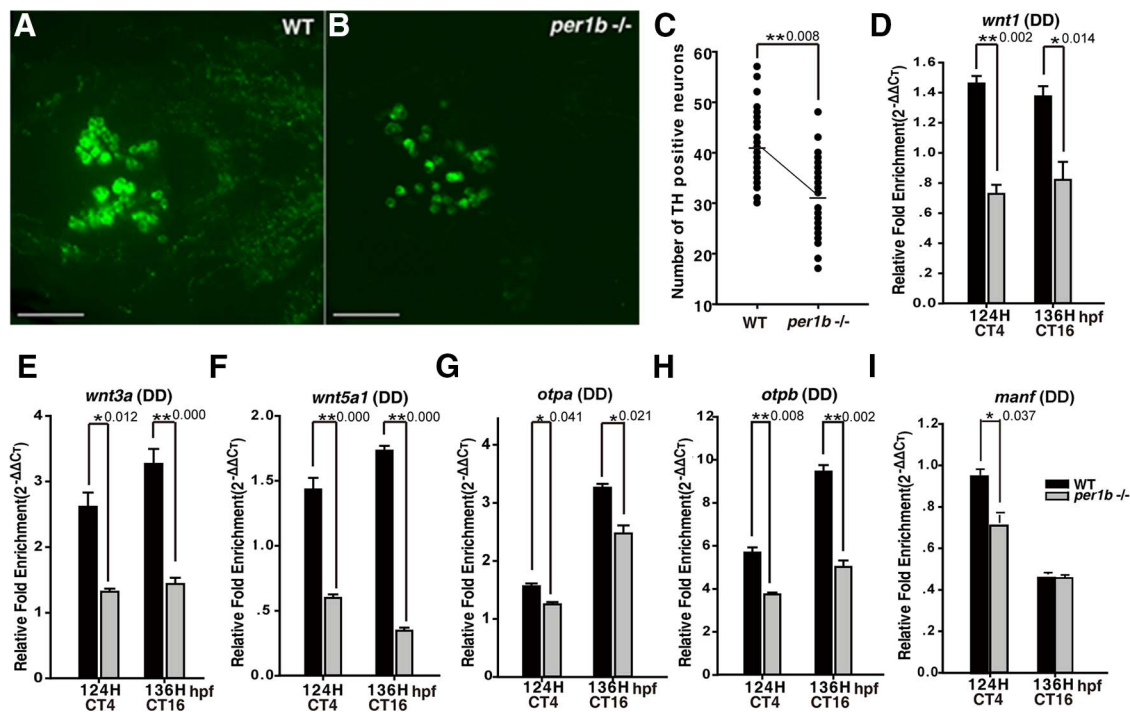 A WT
B per1b -/-
C
**0.008
Number of TH positive neurons
60
50
40
30
20
10
WT per1b -/-
D
wnt1 (DD)
**0.002 *0.014
Relative Fold Enrichment(2-ΔΔCT)
1.6
1.4
1.2
1.0
.8
.6
.4
.2
0.0
124H 136H hpf
CT4 CT16
E
wnt3a (DD)
*0.012 **0.000
Relative Fold Enrichment(2-ΔΔCT)
4
3
2
1
0
124H 136H hpf
CT4 CT16
F
wnt5a1 (DD)
**0.000 **0.000
Relative Fold Enrichment(2-ΔΔCT)
2.0
1.5
1.0
.5
0.0
124H 136H hpf
CT4 CT16
G
otpa (DD)
*0.041 *0.021
Relative Fold Enrichment(2-ΔΔCT)
4
3
2
1
0
124H 136H hpf
CT4 CT16
H
otpb (DD)
**0.008 **0.002
Relative Fold Enrichment(2-ΔΔCT)
12
10
8
6
4
2
0
124H 136H hpf
CT4 CT16
I
manf (DD)
*0.037
WT
per1b -/-
Relative Fold Enrichment(2-ΔΔCT)
1.2
1.0
.8
.6
.4
.2
0.0
124H 136H hpf
CT4 CT16